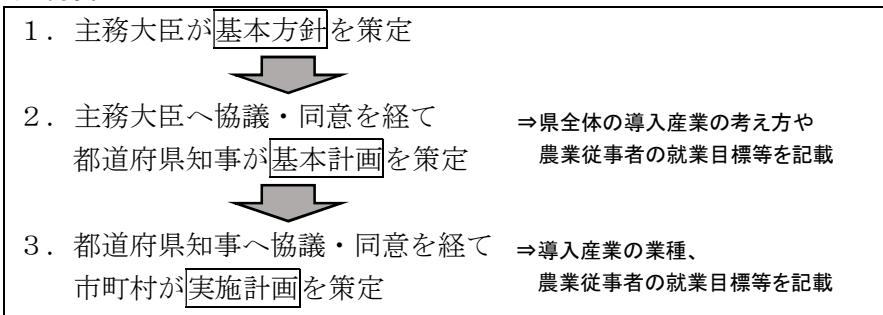 １．主務大臣が基本方針を策定
２．主務大臣へ協議・同意を経て
都道府県知事が基本計画を策定
⇒県全体の導入産業の考え方や
農業従事者の就業目標等を記載
３．都道府県知事へ協議・同意を経て
市町村が実施計画を策定
⇒導入産業の業種、
農業従事者の就業目標等を記載